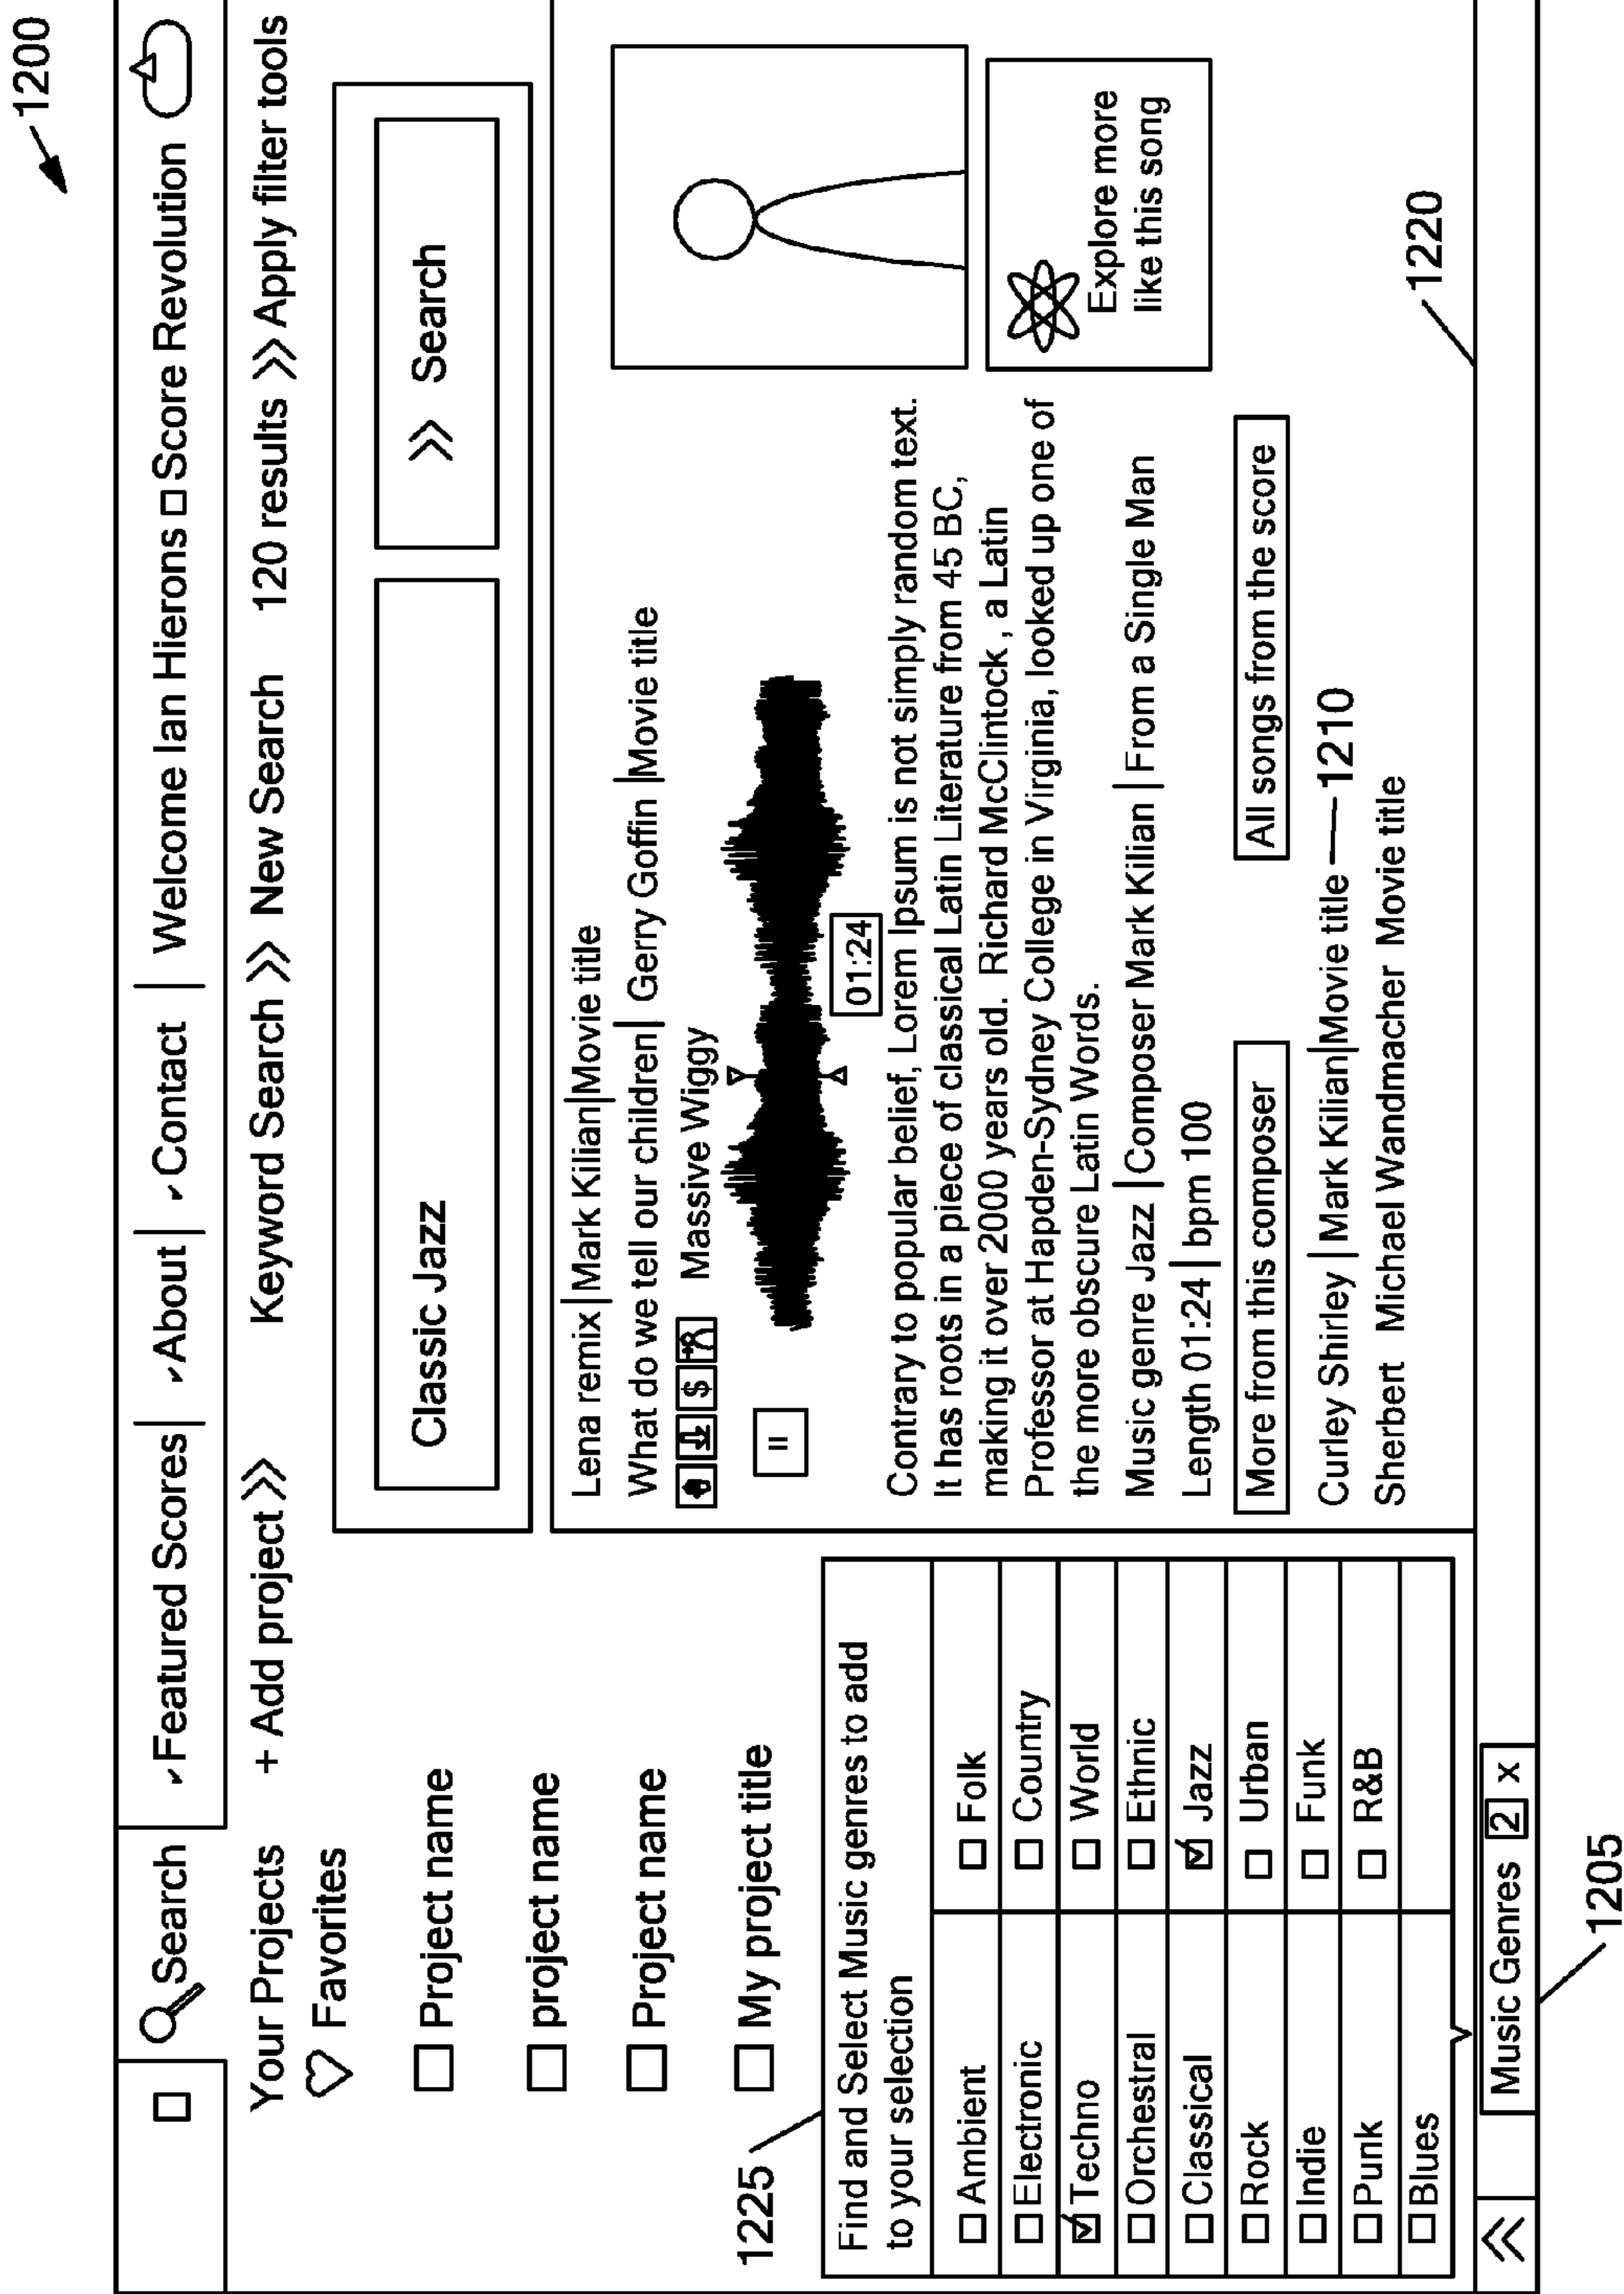 1200
Search ✓Featured Scores | ✓About | ✓Contact | Welcome Ian Hierons □ Score Revolution
Your Projects + Add project >> Keyword Search >> New Search 120 results >> Apply filter tools
Favorites
Project name
project name
Project name
My project title
Classic Jazz
>> Search
Lena remix|Mark Kilian|Movie title
What do we tell our children| Gerry Goffin |Movie title
$ Massive Wiggy
01:24
Contrary to popular belief, Lorem Ipsum is not simply random text.
It has roots in a piece of classical Latin Literature from 45 BC,
making it over 2000 years old. Richard McClintock , a Latin
Professor at Hapden-Sydney College in Virginia, looked up one of
the more obscure Latin Words.
Music genre Jazz |Composer Mark Kilian | From a Single Man
Length 01:24 | bpm 100
More from this composer
All songs from the score
Curley Shirley | Mark Kilian|Movie title
1210
Sherbert Michael Wandmacher Movie title
Explore more
like this song
1220
1225
Find and Select Music genres to add
to your selection
Ambient Folk
Electronic Country
Techno World
Orchestral Ethnic
Classical Jazz
Rock Urban
Indie Funk
Punk R&B
Blues
Music Genres 2 x
1205